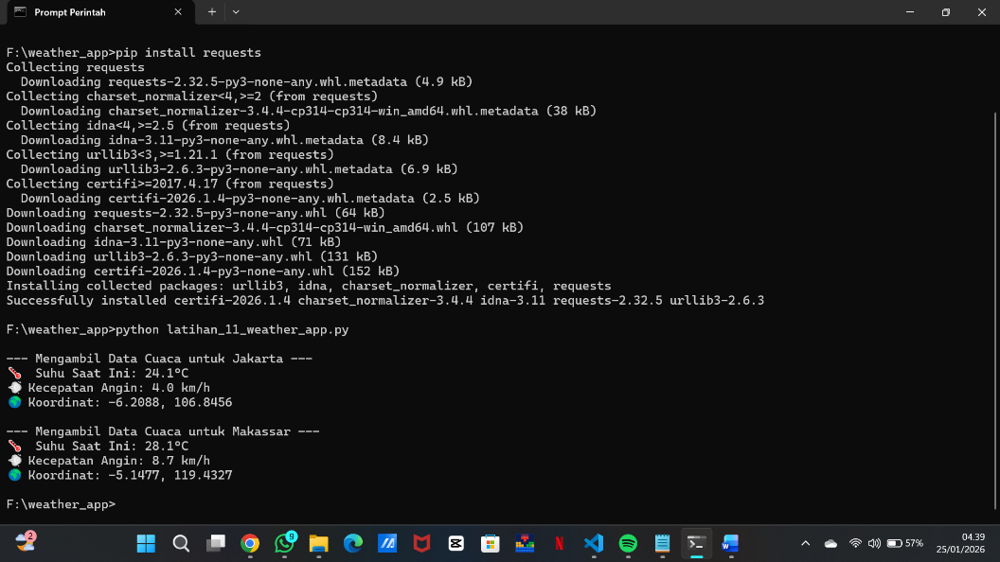 Prompt Perintah
F:\weather_app>pip install requests
Collecting requests
  Downloading requests-2.32.5-py3-none-any.whl.metadata (4.9 kB)
Collecting charset_normalizer<4,>=2 (from requests)
  Downloading charset_normalizer-3.4.4-cp314-cp314-win_amd64.whl.metadata (38 kB)
Collecting idna<4,>=2.5 (from requests)
  Downloading idna-3.11-py3-none-any.whl.metadata (8.4 kB)
Collecting urllib3<3,>=1.21.1 (from requests)
  Downloading urllib3-2.6.3-py3-none-any.whl.metadata (6.9 kB)
Collecting certifi>=2017.4.17 (from requests)
  Downloading certifi-2026.1.4-py3-none-any.whl.metadata (2.5 kB)
Downloading requests-2.32.5-py3-none-any.whl (64 kB)
Downloading charset_normalizer-3.4.4-cp314-cp314-win_amd64.whl (107 kB)
Downloading idna-3.11-py3-none-any.whl (71 kB)
Downloading urllib3-2.6.3-py3-none-any.whl (131 kB)
Downloading certifi-2026.1.4-py3-none-any.whl (152 kB)
Installing collected packages: urllib3, idna, charset_normalizer, certifi, requests
Successfully installed certifi-2026.1.4 charset_normalizer-3.4.4 idna-3.11 requests-2.32.5 urllib3-2.6.3
F:\weather_app>python latihan_11_weather_app.py
--- Mengambil Data Cuaca untuk Jakarta ---
Suhu Saat Ini: 24.1°C
Kecepatan Angin: 4.0 km/h
Koordinat: -6.2088, 106.8456
--- Mengambil Data Cuaca untuk Makassar ---
Suhu Saat Ini: 28.1°C
Kecepatan Angin: 8.7 km/h
Koordinat: -5.1477, 119.4327
F:\weather_app>
2
9
57%
04.39
25/01/2026